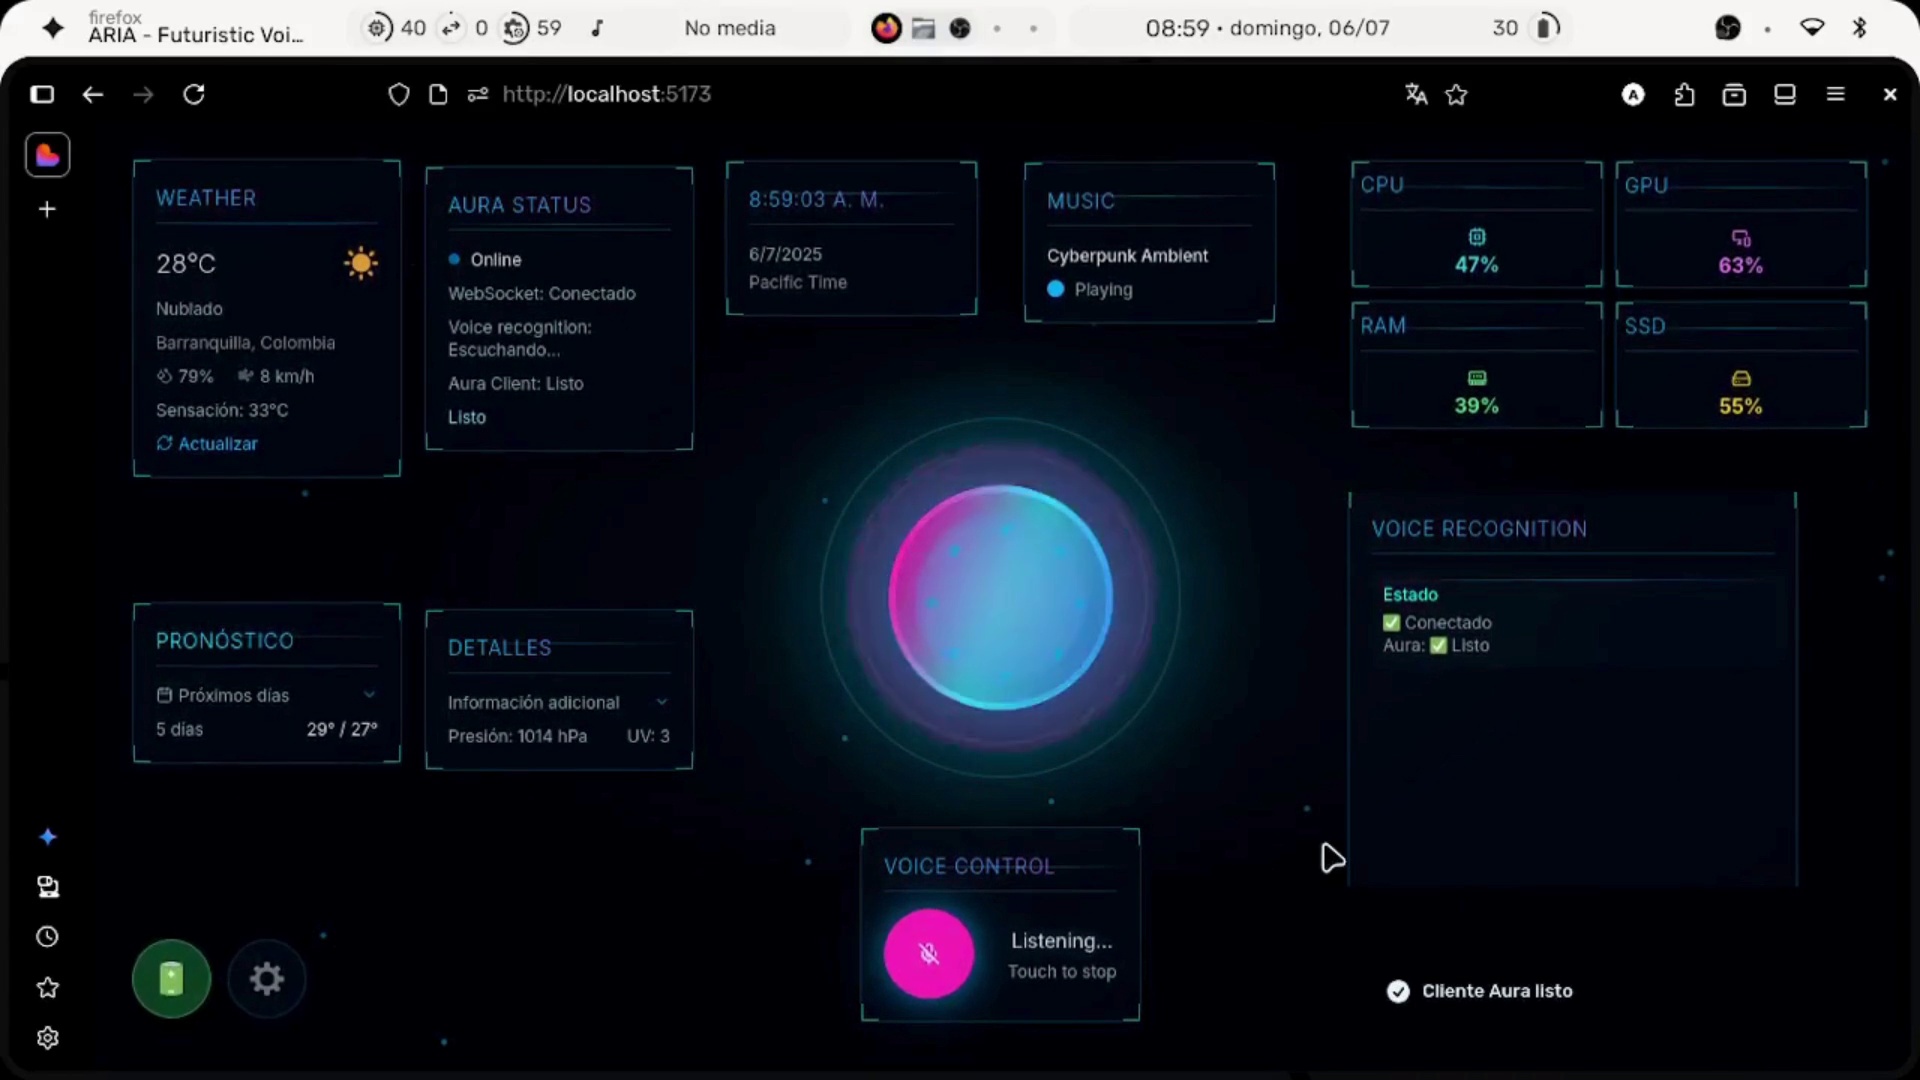 firefox
ARIA - Futuristic Voi...
40
0
59
No media
08:59 • domingo, 06/07
30
http://localhost:5173
A
WEATHER
28°C
Nublado
Barranquilla, Colombia
79%
8 km/h
Sensación: 33°C
Actualizar
AURA STATUS
Online
WebSocket: Conectado
Voice recognition:
Escuchando...
Aura Client: Listo
Listo
8:59:03 A. M.
6/7/2025
Pacific Time
MUSIC
Cyberpunk Ambient
Playing
CPU
47%
GPU
63%
RAM
39%
SSD
55%
VOICE RECOGNITION
Estado
✅ Conectado
Aura: ✅ Listo
PRONÓSTICO
Próximos días
5 días
29° / 27°
DETALLES
Información adicional
Presión: 1014 hPa
UV: 3
VOICE CONTROL
Listening...
Touch to stop
Cliente Aura listo